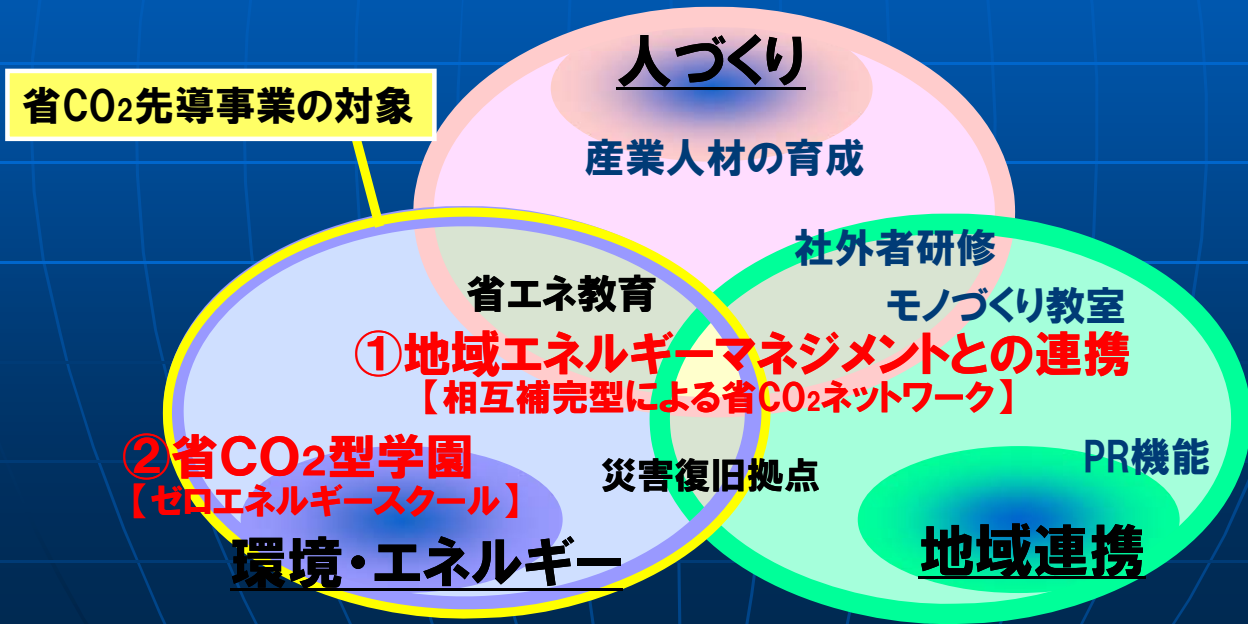 人づくり
省CO2先導事業の対象
産業人材の育成
社外者研修
省エネ教育
モノづくり教室
①地域エネルギーマネジメントとの連携
【相互補完型による省CO2ネットワーク】
②省CO2型学園
【ゼロエネルギースクール】
災害復旧拠点
PR機能
環境・エネルギー
地域連携